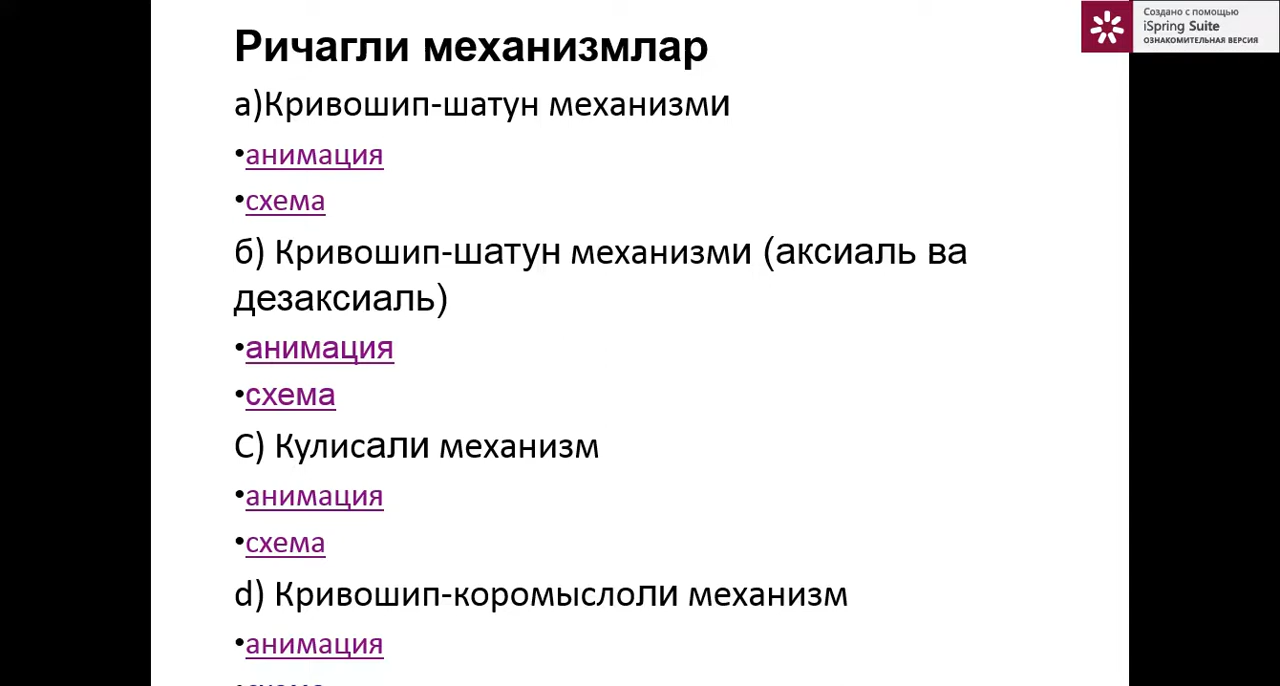 Создано с помощью
iSpring Suite
ОЗНАКОМИТЕЛЬНАЯ ВЕРСИЯ
Ричагли механизмлар
а)Кривошип-шатун механизми
•анимация
•схема
б) Кривошип-шатун механизми (аксиаль ва
дезаксиаль)
•анимация
•схема
С) Кулисали механизм
•анимация
•схема
d) Кривошип-коромыслоли механизм
•анимация